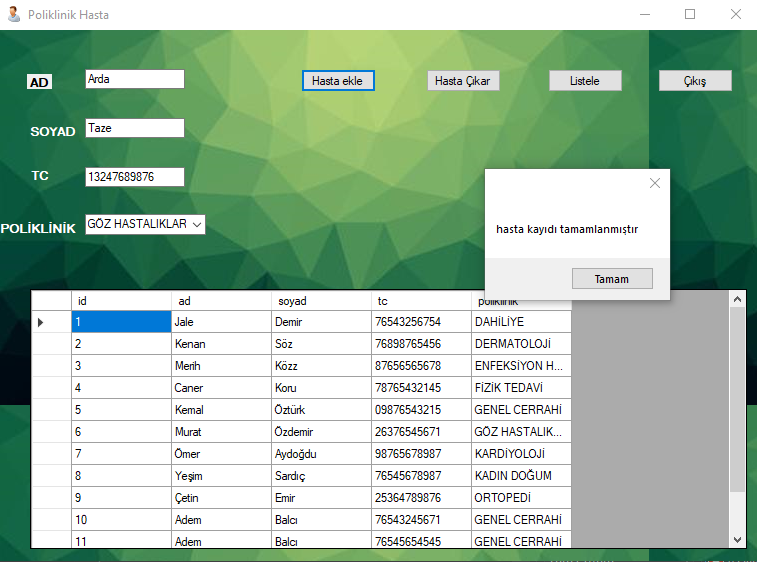 Poliklinik Hasta
AD Arda Hasta ekle Hasta Çıkar Listele Çıkış
SOYAD Taze
TC 13247689876
POLİKLİNİK GÖZ HASTALIKLAR
hasta kayıdı tamamlanmıştır
Tamam
id ad soyad tc poliklinik
1 Jale Demir 76543256754 DAHİLİYE
2 Kenan Söz 76898765456 DERMATOLOJİ
3 Merih Közz 87656565678 ENFEKSİYON H...
4 Caner Koru 78765432145 FİZİK TEDAVİ
5 Kemal Öztürk 09876543215 GENEL CERRAHİ
6 Murat Özdemir 26376545671 GÖZ HASTALIK...
7 Ömer Aydoğdu 98765768987 KARDİYOLOJİ
8 Yeşim Sardıç 76545678987 KADIN DOĞUM
9 Çetin Emir 25364789876 ORTOPEDİ
10 Adem Balcı 76543245671 GENEL CERRAHİ
11 Adem Balcı 76545654545 GENEL CERRAHİ